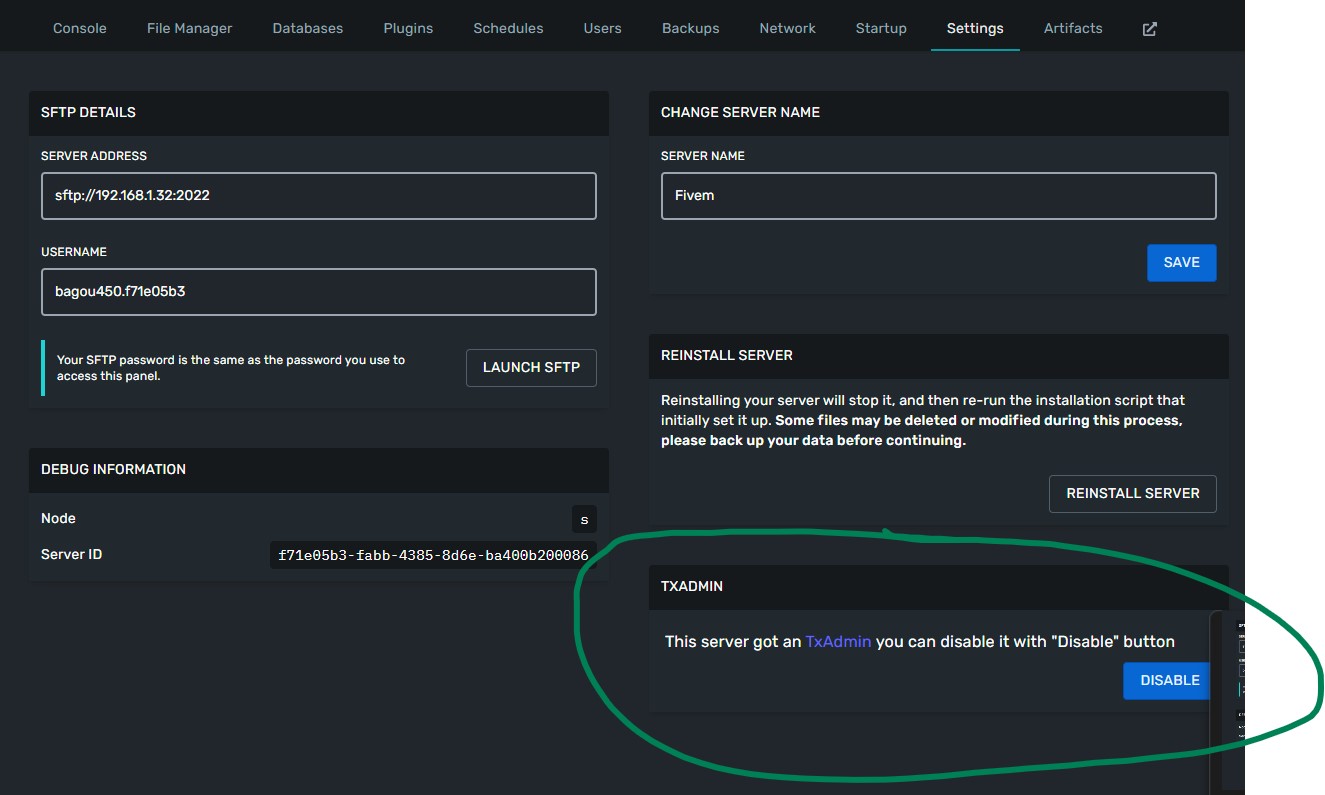 Console File Manager Databases Plugins Schedules Users Backups Network Startup Settings Artifacts
SFTP DETAILS
SERVER ADDRESS
sftp://192.168.1.32:2022
USERNAME
bagou450.f71e05b3
Your SFTP password is the same as the password you use to
access this panel.
LAUNCH SFTP
DEBUG INFORMATION
Node s
Server ID f71e05b3-fabb-4385-8d6e-ba400b200086
CHANGE SERVER NAME
SERVER NAME
Fivem
SAVE
REINSTALL SERVER
Reinstalling your server will stop it, and then re-run the installation script that
initially set it up. Some files may be deleted or modified during this process,
please back up your data before continuing.
REINSTALL SERVER
TXADMIN
This server got an TxAdmin you can disable it with "Disable" button
DISABLE